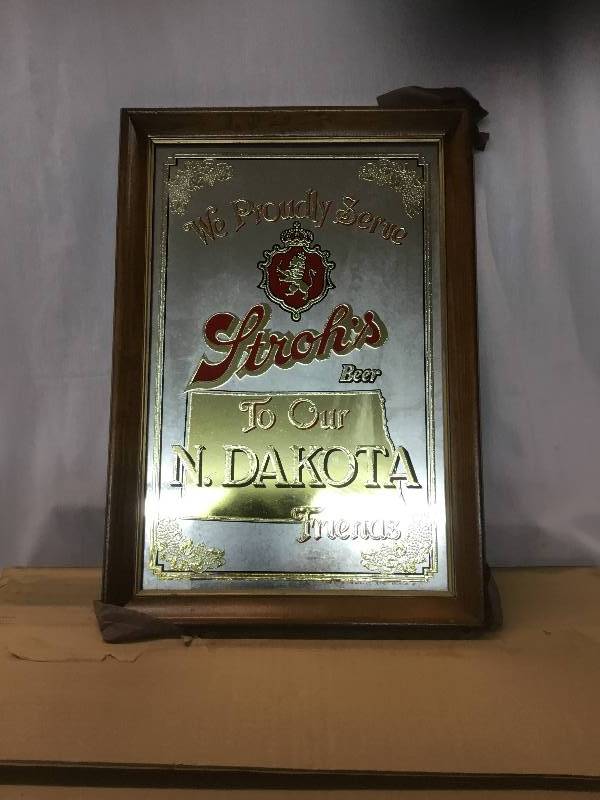 We Proudly Serve
Stroh's
Beer
To Our
N. DAKOTA
Friends